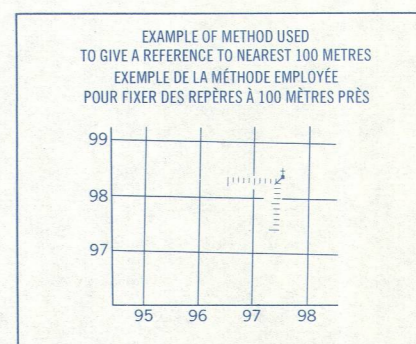 EXAMPLE OF METHOD USED
TO GIVE A REFERENCE TO NEAREST 100 METRES
EXEMPLE DE LA MÉTHODE EMPLOYÉE
POUR FIXER DES REPÈRES À 100 MÈTRES PRÈS
99
98
97
95 96 97 98